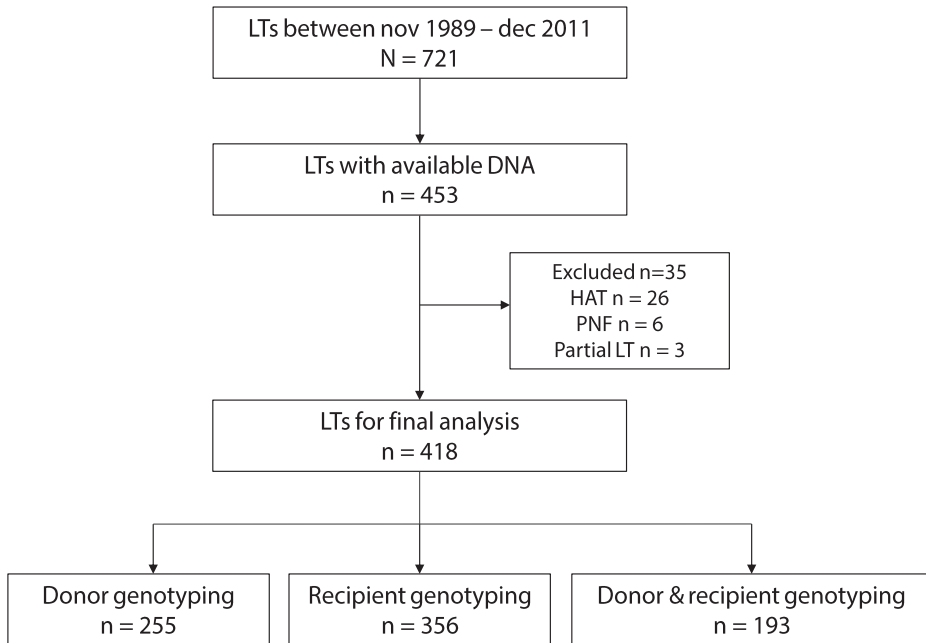 LTs between nov 1989 – dec 2011
N = 721
LTs with available DNA
n = 453
Excluded n=35
HAT n = 26
PNF n = 6
Partial LT n = 3
LTs for final analysis
n = 418
Donor genotyping
n = 255
Recipient genotyping
n = 356
Donor & recipient genotyping
n = 193